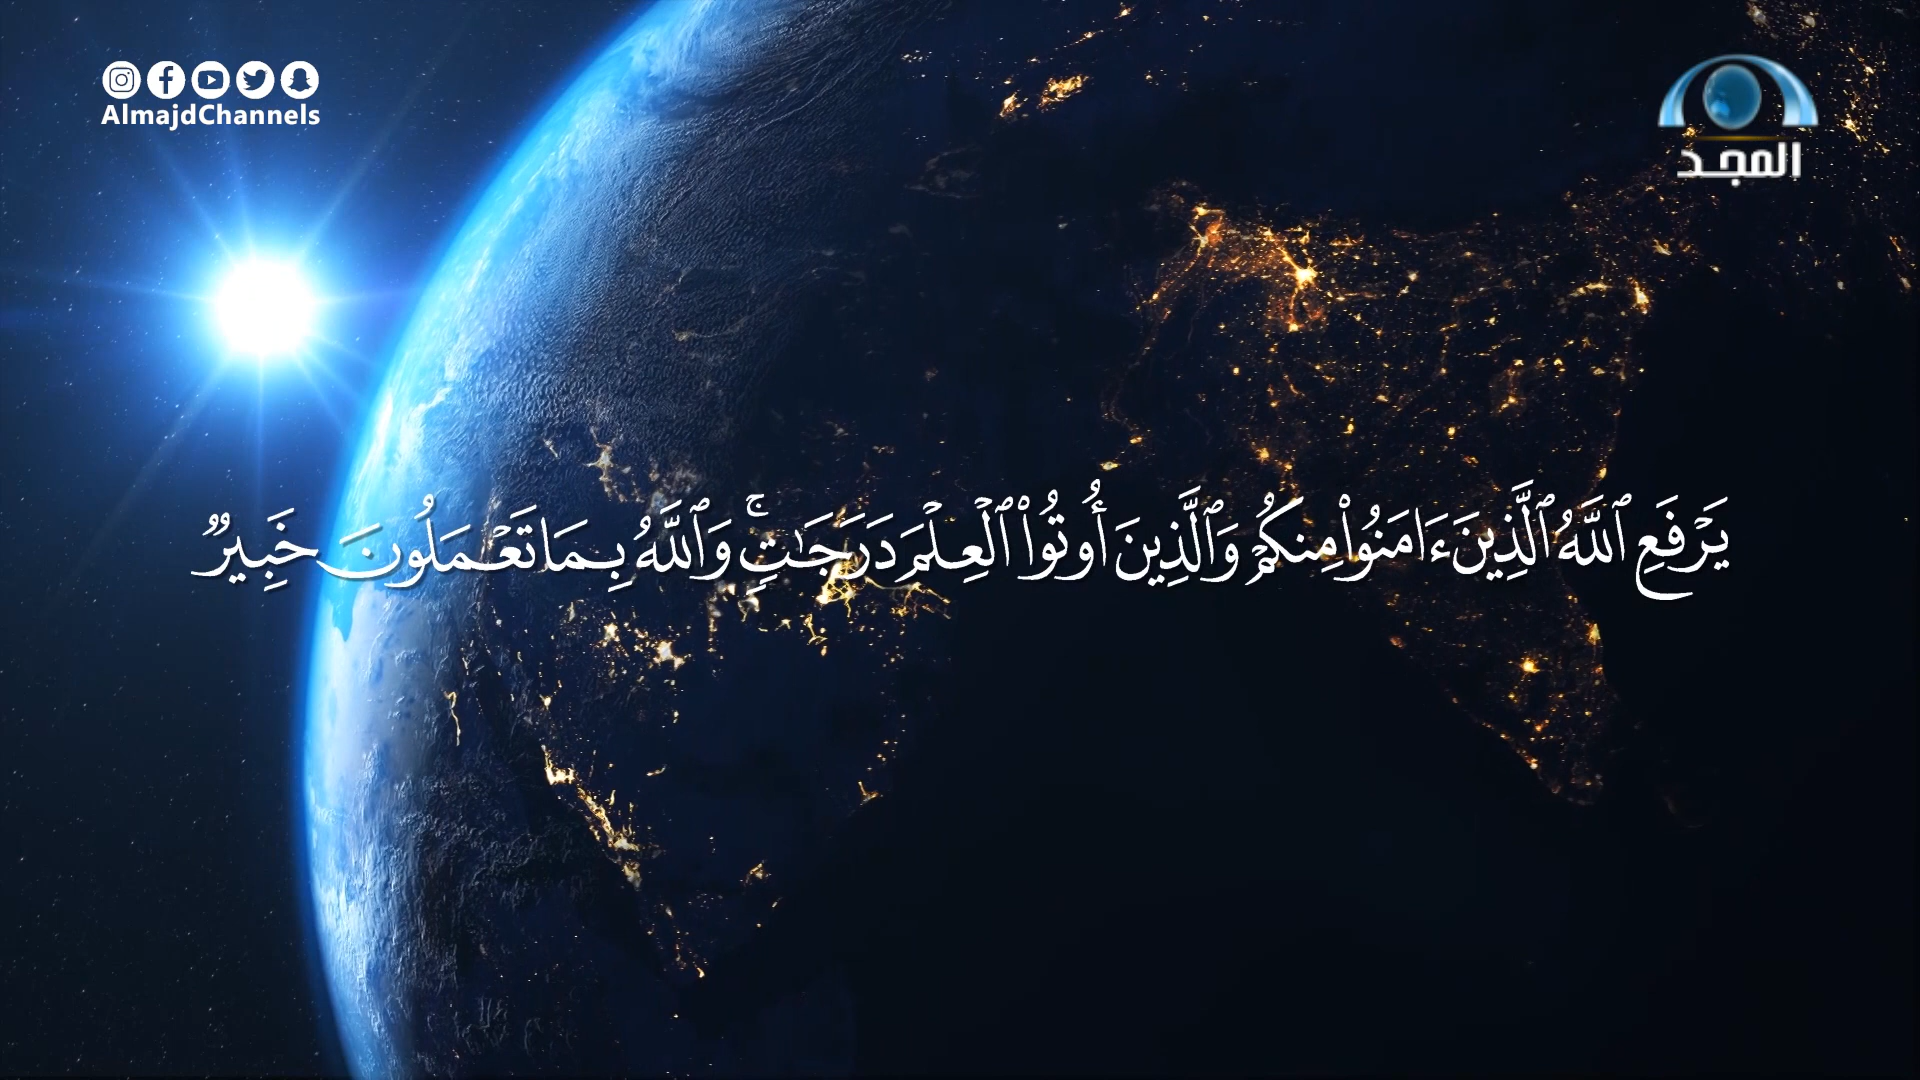 AlmajdChannels
المجد
يَرْفَعِ ٱللَّهُ ٱلَّذِينَ ءَامَنُوا۟ مِنكُمْ وَٱلَّذِينَ أُوتُوا۟ ٱلْعِلْمَ دَرَجَـٰتٍۢ ۚ وَٱللَّهُ بِمَا تَعْمَلُونَ خَبِيرٌۭ